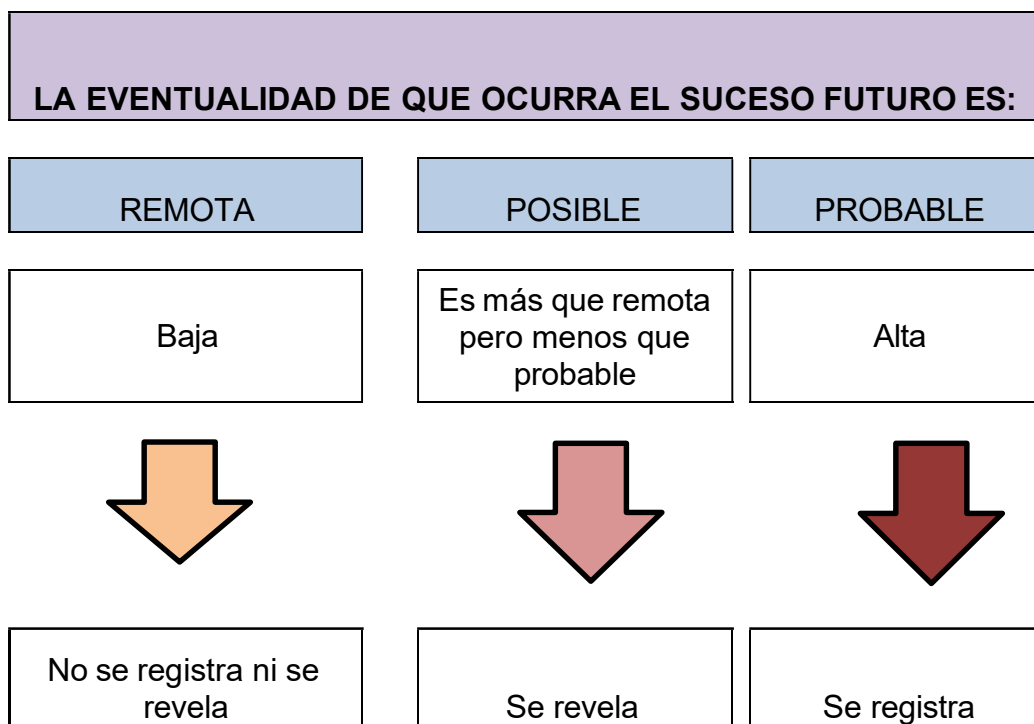 LA EVENTUALIDAD DE QUE OCURRA EL SUCESO FUTURO ES:
REMOTA
POSIBLE
PROBABLE
Baja
Es más que remota
pero menos que
probable
Alta
No se registra ni se
revela
Se revela
Se registra